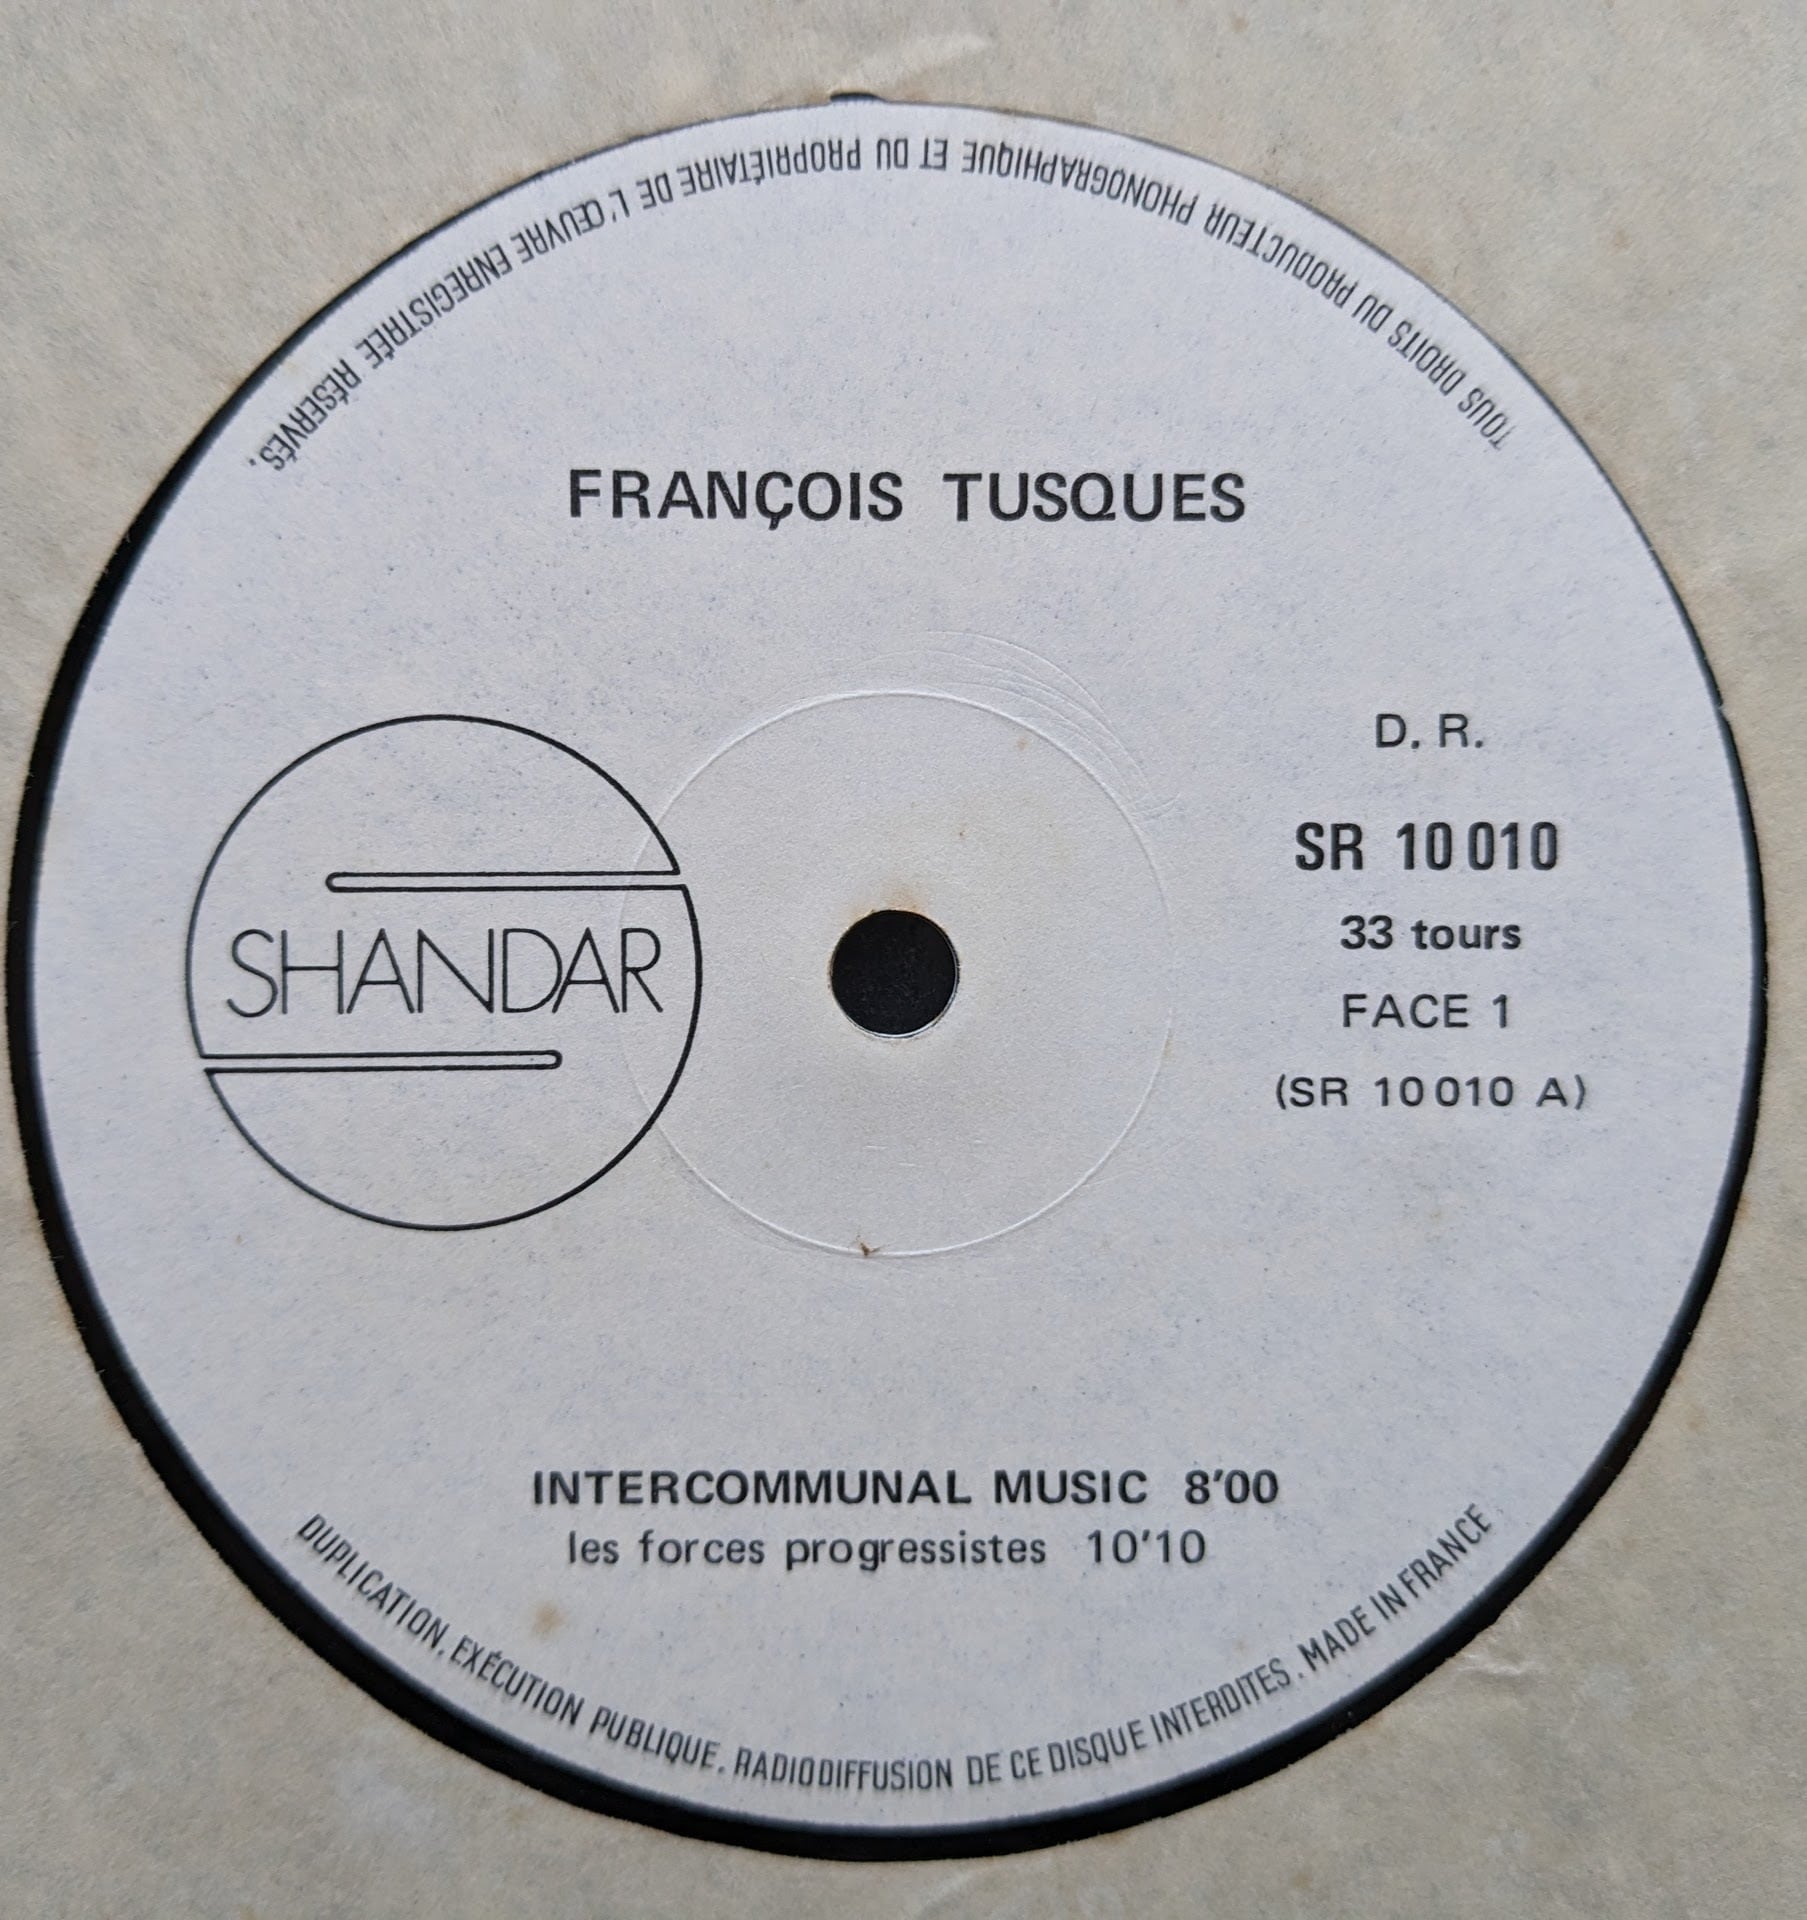 TOUS DROITS DU PRODUCTEUR PHONOGRAPHIQUE ET DU PROPRIÉTAIRE DE L'ŒUVRE ENREGISTRÉE RÉSERVÉS.
FRANÇOIS TUSQUES
SHANDAR
D. R.
SR 10 010
33 tours
FACE 1
(SR 10 010 A)
INTERCOMMUNAL MUSIC 8'00
les forces progressistes 10'10
DUPLICATION. EXÉCUTION PUBLIQUE. RADIODIFFUSION DE CE DISQUE INTERDITES. MADE IN FRANCE